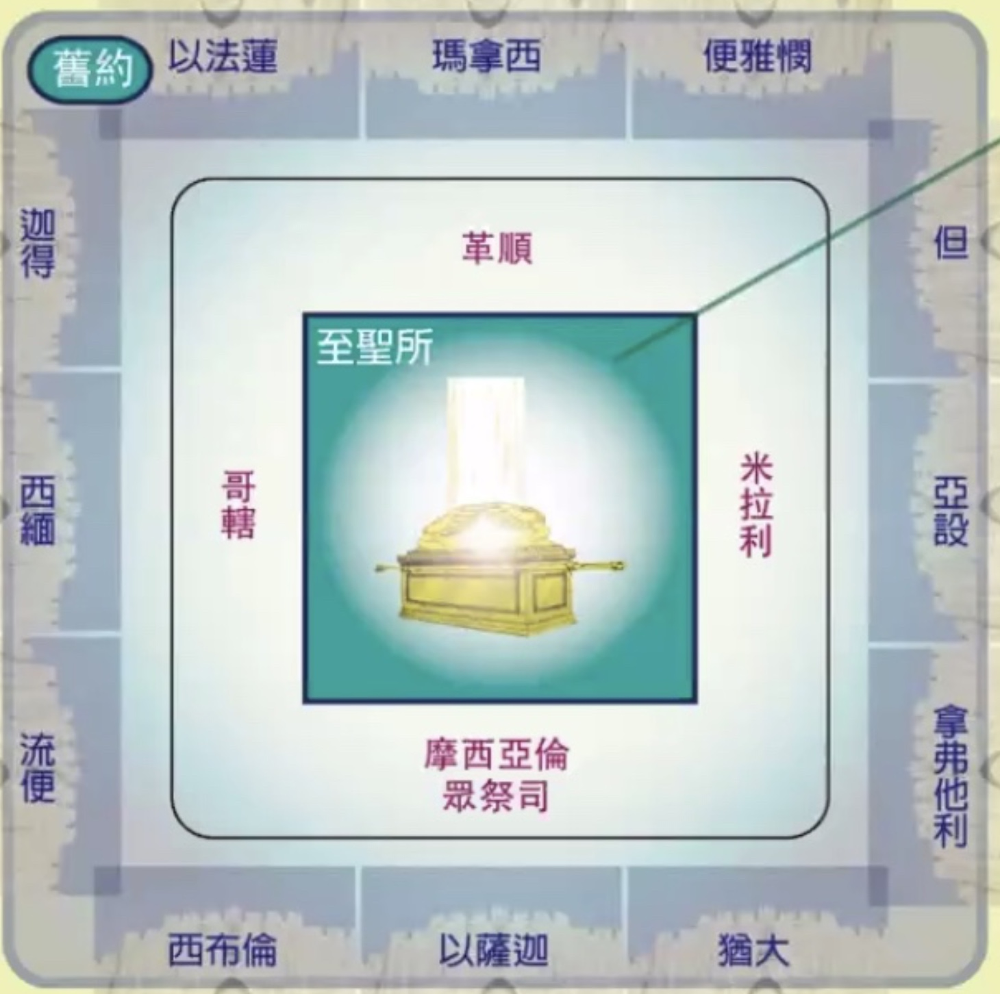 舊約
以法蓮
瑪拿西
便雅憫
迦得
西緬
流便
革順
至聖所
哥轄
米拉利
摩西亞倫
眾祭司
但
亞設
拿弗他利
西布倫
以薩迦
猶大